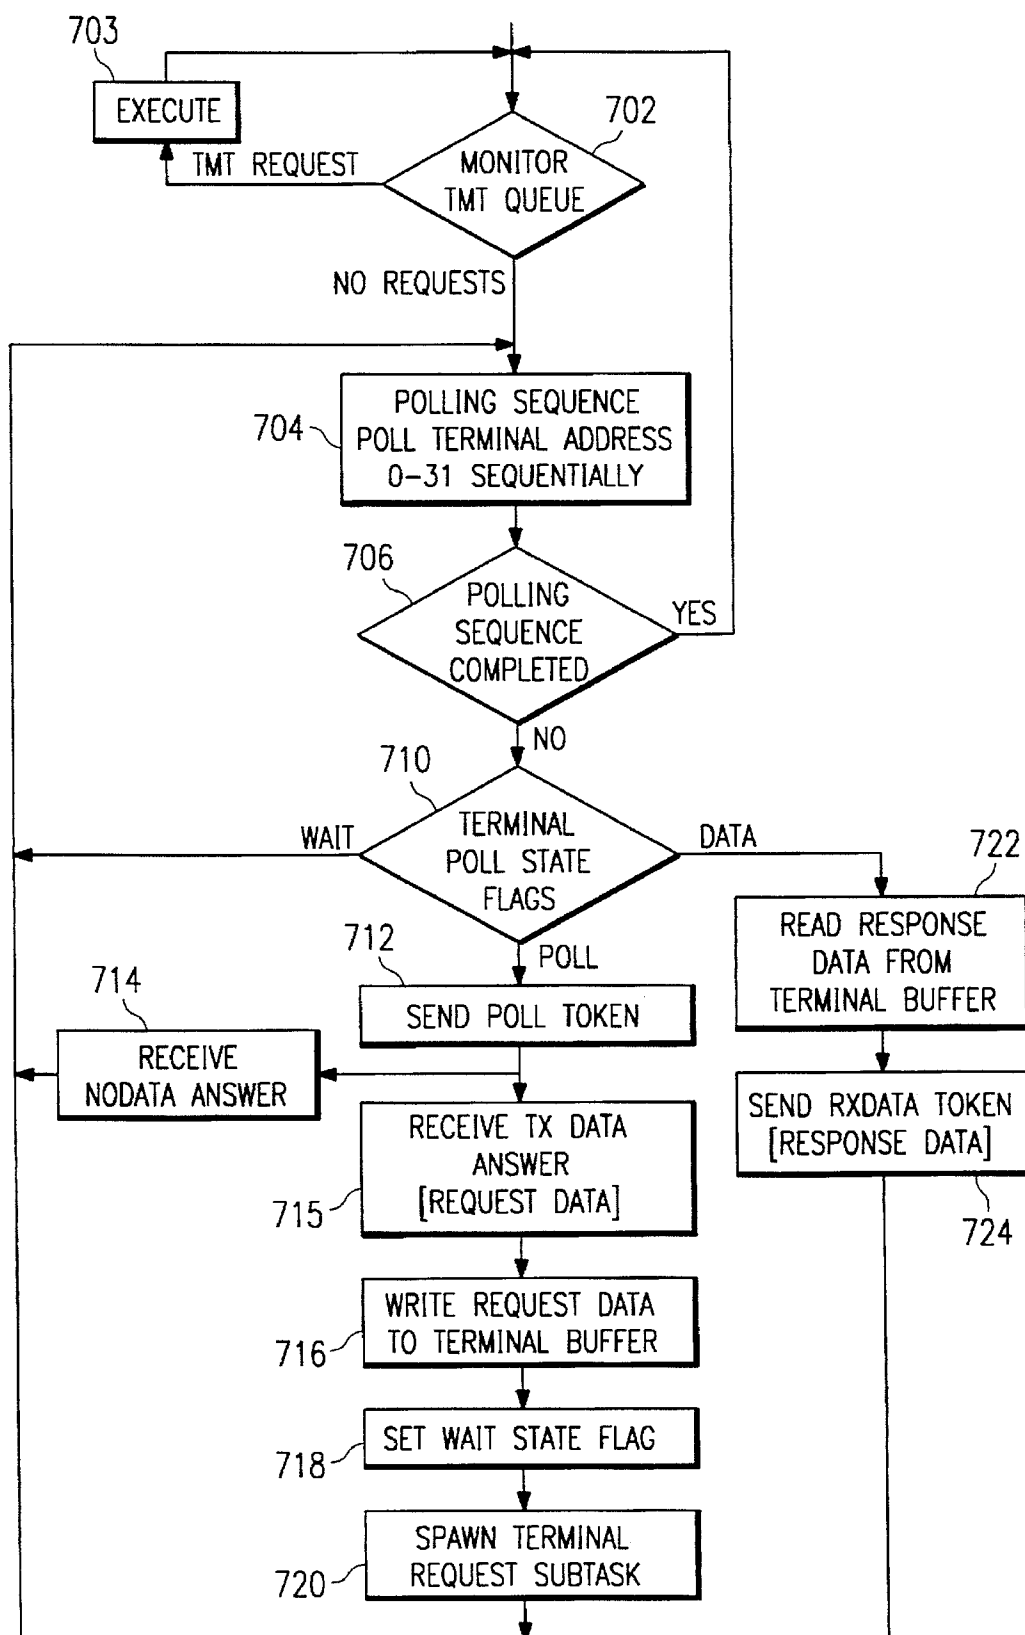 703
EXECUTE
702
TMT REQUEST
MONITOR
TMT QUEUE
NO REQUESTS
704
POLLING SEQUENCE
POLL TERMINAL ADDRESS
0-31 SEQUENTIALLY
706
POLLING
SEQUENCE
COMPLETED
YES
NO
710
WAIT
TERMINAL
POLL STATE
FLAGS
DATA
722
READ RESPONSE
DATA FROM
TERMINAL BUFFER
712
POLL
SEND POLL TOKEN
714
RECEIVE
NODATA ANSWER
RECEIVE TX DATA
ANSWER
[REQUEST DATA]
715
SEND RXDATA TOKEN
[RESPONSE DATA]
724
WRITE REQUEST DATA
TO TERMINAL BUFFER
716
SET WAIT STATE FLAG
718
SPAWN TERMINAL
REQUEST SUBTASK
720